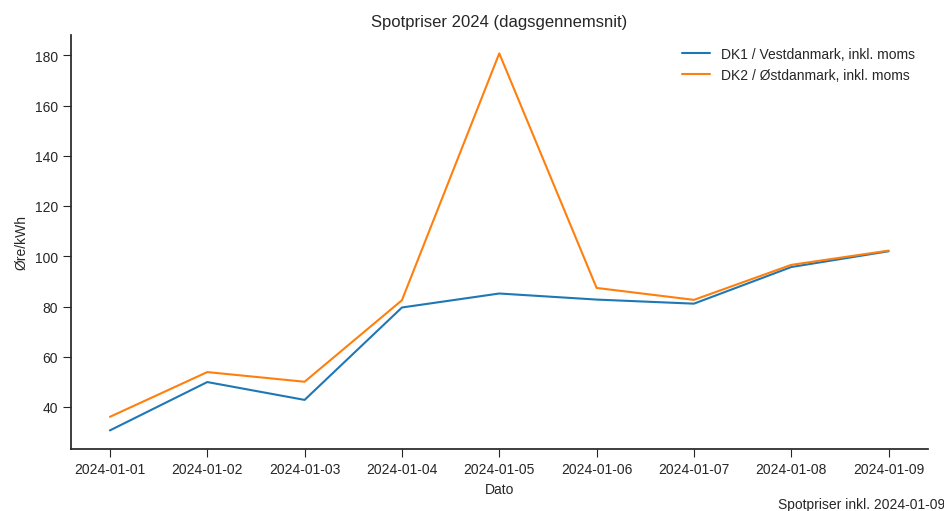 Spotpriser 2024 (dagsgennemsnit)
DK1 / Vestdanmark, inkl. moms
DK2 / Østdanmark, inkl. moms
Øre/kWh
180
160
140
120
100
80
60
40
2024-01-01 2024-01-02 2024-01-03 2024-01-04 2024-01-05 2024-01-06 2024-01-07 2024-01-08 2024-01-09
Dato
Spotpriser inkl. 2024-01-09